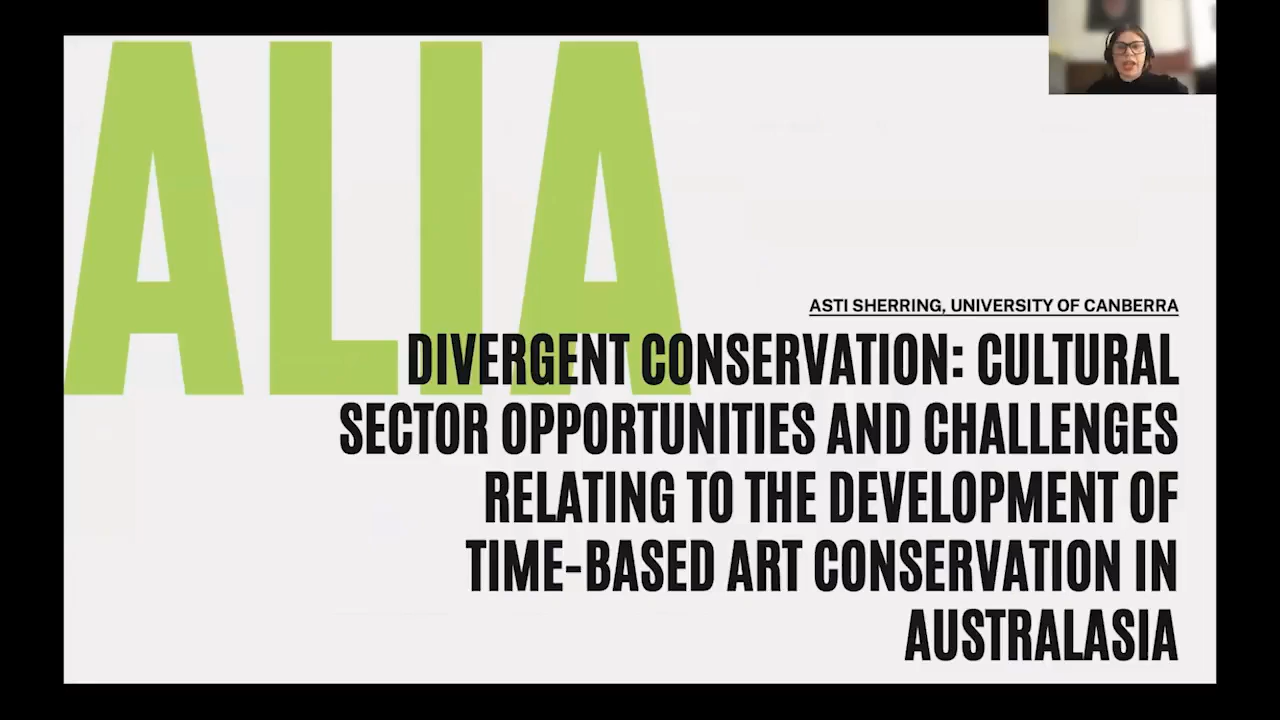 ALIA
ASTI SHERRING, UNIVERSITY OF CANBERRA
DIVERGENT CONSERVATION: CULTURAL
SECTOR OPPORTUNITIES AND CHALLENGES
RELATING TO THE DEVELOPMENT OF
TIME-BASED ART CONSERVATION IN
AUSTRALASIA